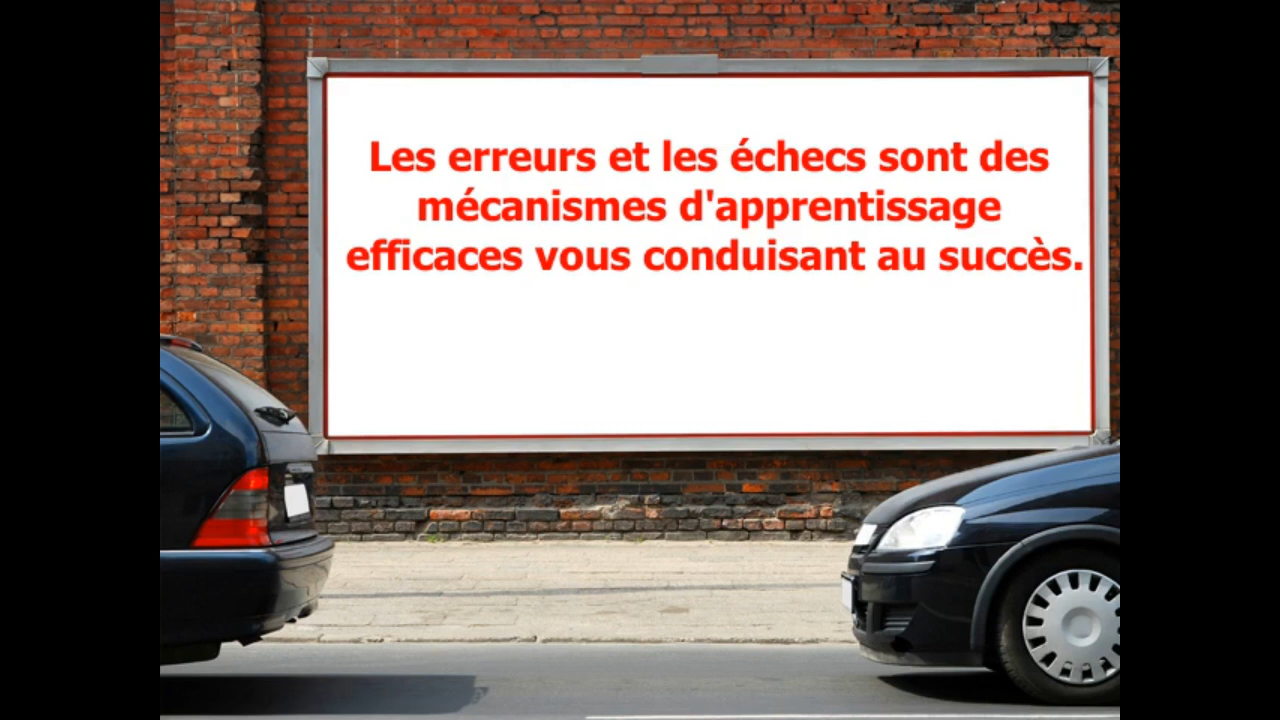 Les erreurs et les échecs sont des
mécanismes d'apprentissage
efficaces vous conduisant au succès.